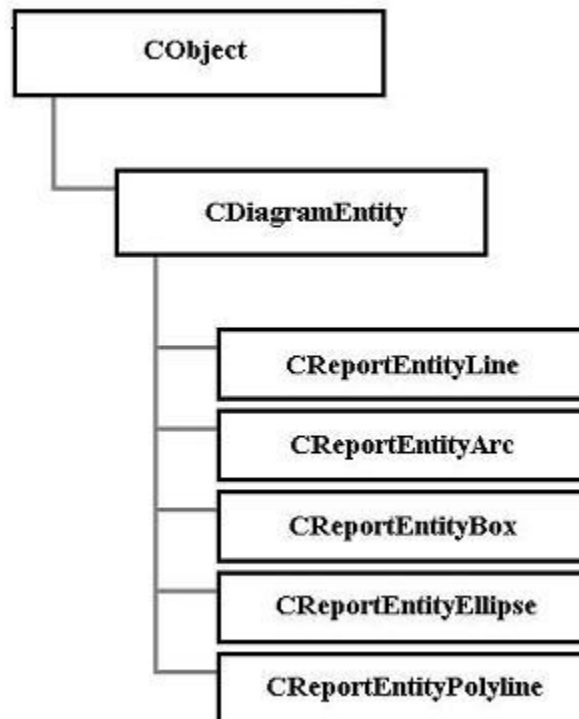 CObject
CDiagramEntity
CReportEntityLine
CReportEntityArc
CReportEntityBox
CReportEntityEllipse
CReportEntityPolyline